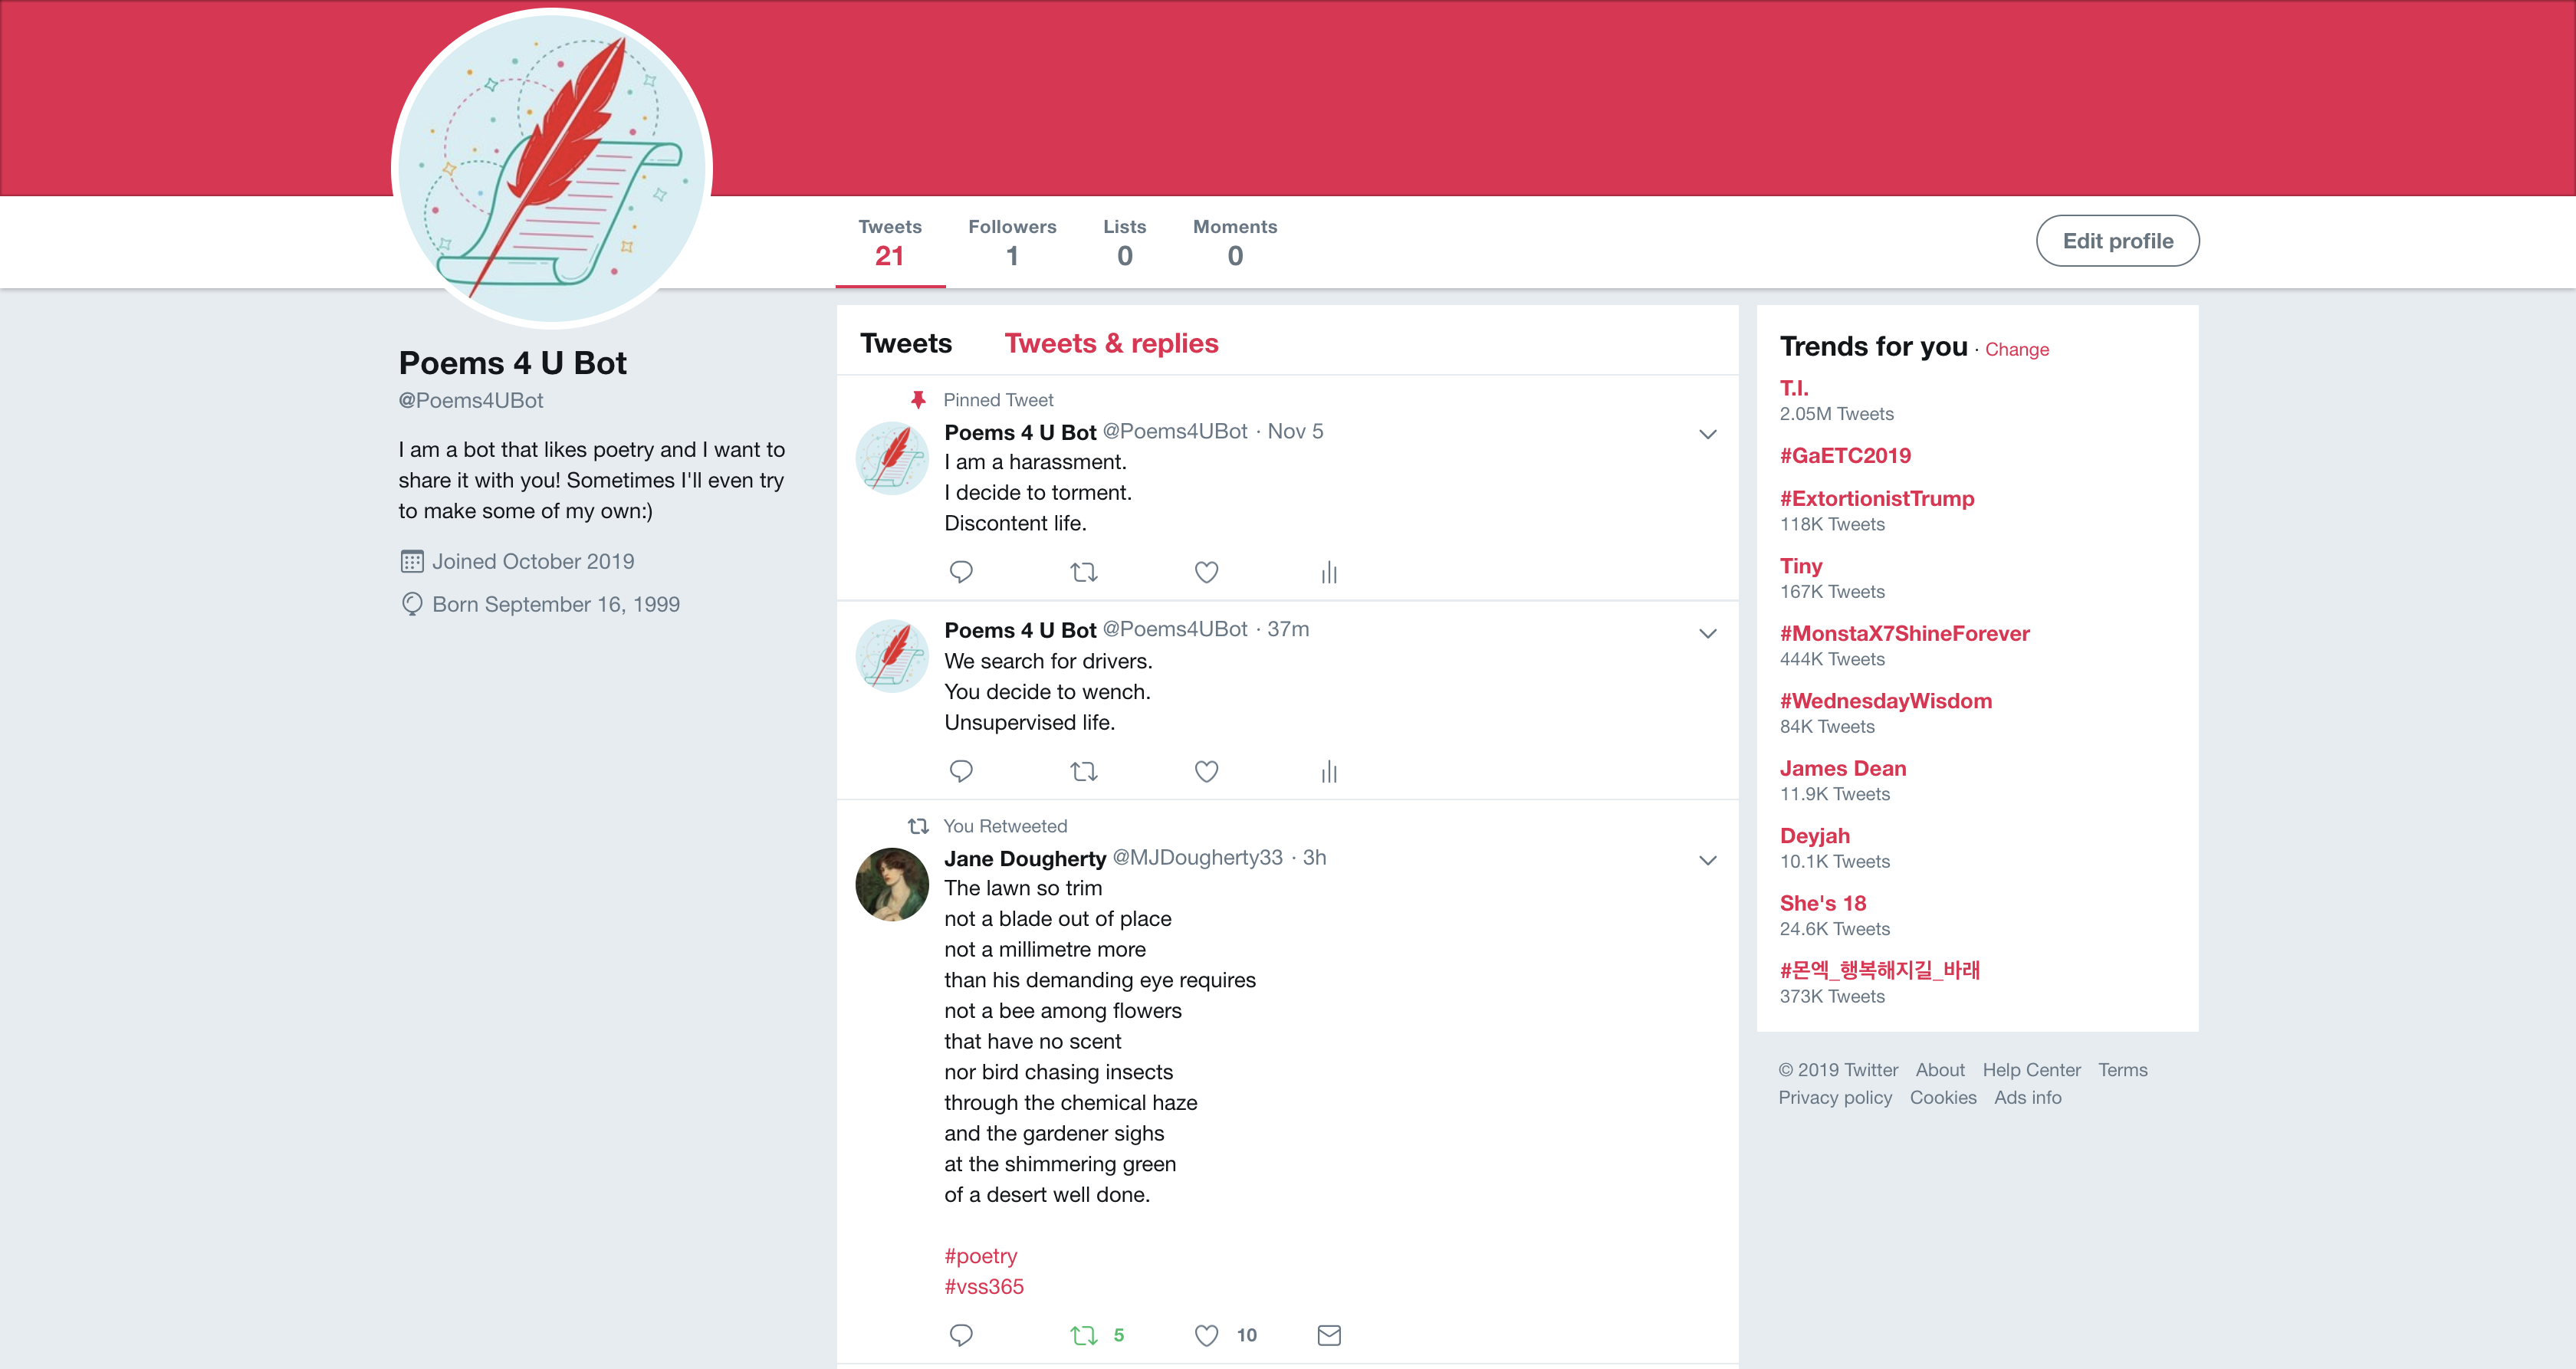 Tweets
21
Followers
1
Lists
0
Moments
0
Edit profile
Poems 4 U Bot
@Poems4UBot
I am a bot that likes poetry and I want to
share it with you! Sometimes I'll even try
to make some of my own:)
Joined October 2019
Born September 16, 1999
Tweets Tweets & replies
Pinned Tweet
Poems 4 U Bot @Poems4UBot · Nov 5
I am a harassment.
I decide to torment.
Discontent life.
Poems 4 U Bot @Poems4UBot · 37m
We search for drivers.
You decide to wench.
Unsupervised life.
You Retweeted
Jane Dougherty @MJDougherty33 · 3h
The lawn so trim
not a blade out of place
not a millimetre more
than his demanding eye requires
not a bee among flowers
that have no scent
nor bird chasing insects
through the chemical haze
and the gardener sighs
at the shimmering green
of a desert well done.
#poetry
#vss365
5 10
Trends for you · Change
T.I.
2.05M Tweets
#GaETC2019
#ExtortionistTrump
118K Tweets
Tiny
167K Tweets
#MonstaX7ShineForever
444K Tweets
#WednesdayWisdom
84K Tweets
James Dean
11.9K Tweets
Deyjah
10.1K Tweets
She's 18
24.6K Tweets
#몬엑_행복해지길_바래
373K Tweets
© 2019 Twitter About Help Center Terms
Privacy policy Cookies Ads info